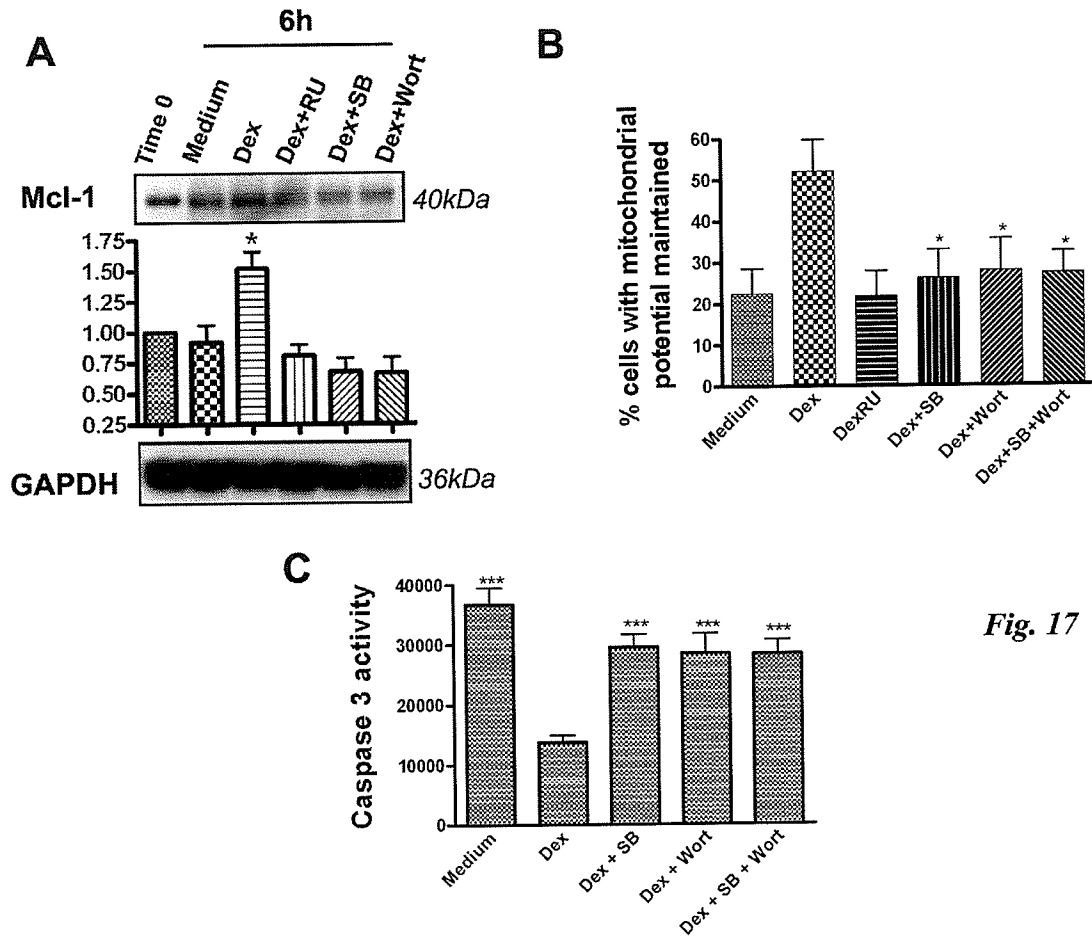 A
6h
Time 0
Medium
Dex
Dex+RU
Dex+SB
Dex+Wort
Mcl-1
40kDa
1.75
1.50
1.25
1.00
0.75
0.50
0.25
*
GAPDH
36kDa
B
% cells with mitochondrial
potential maintained
60
50
40
30
20
10
0
*
*
*
Medium
Dex
DexRU
Dex+SB
Dex+Wort
Dex+SB+Wort
C
Caspase 3 activity
40000
30000
20000
10000
0
***
***
***
***
Medium
Dex
Dex + SB
Dex + Wort
Dex + SB + Wort
Fig. 17